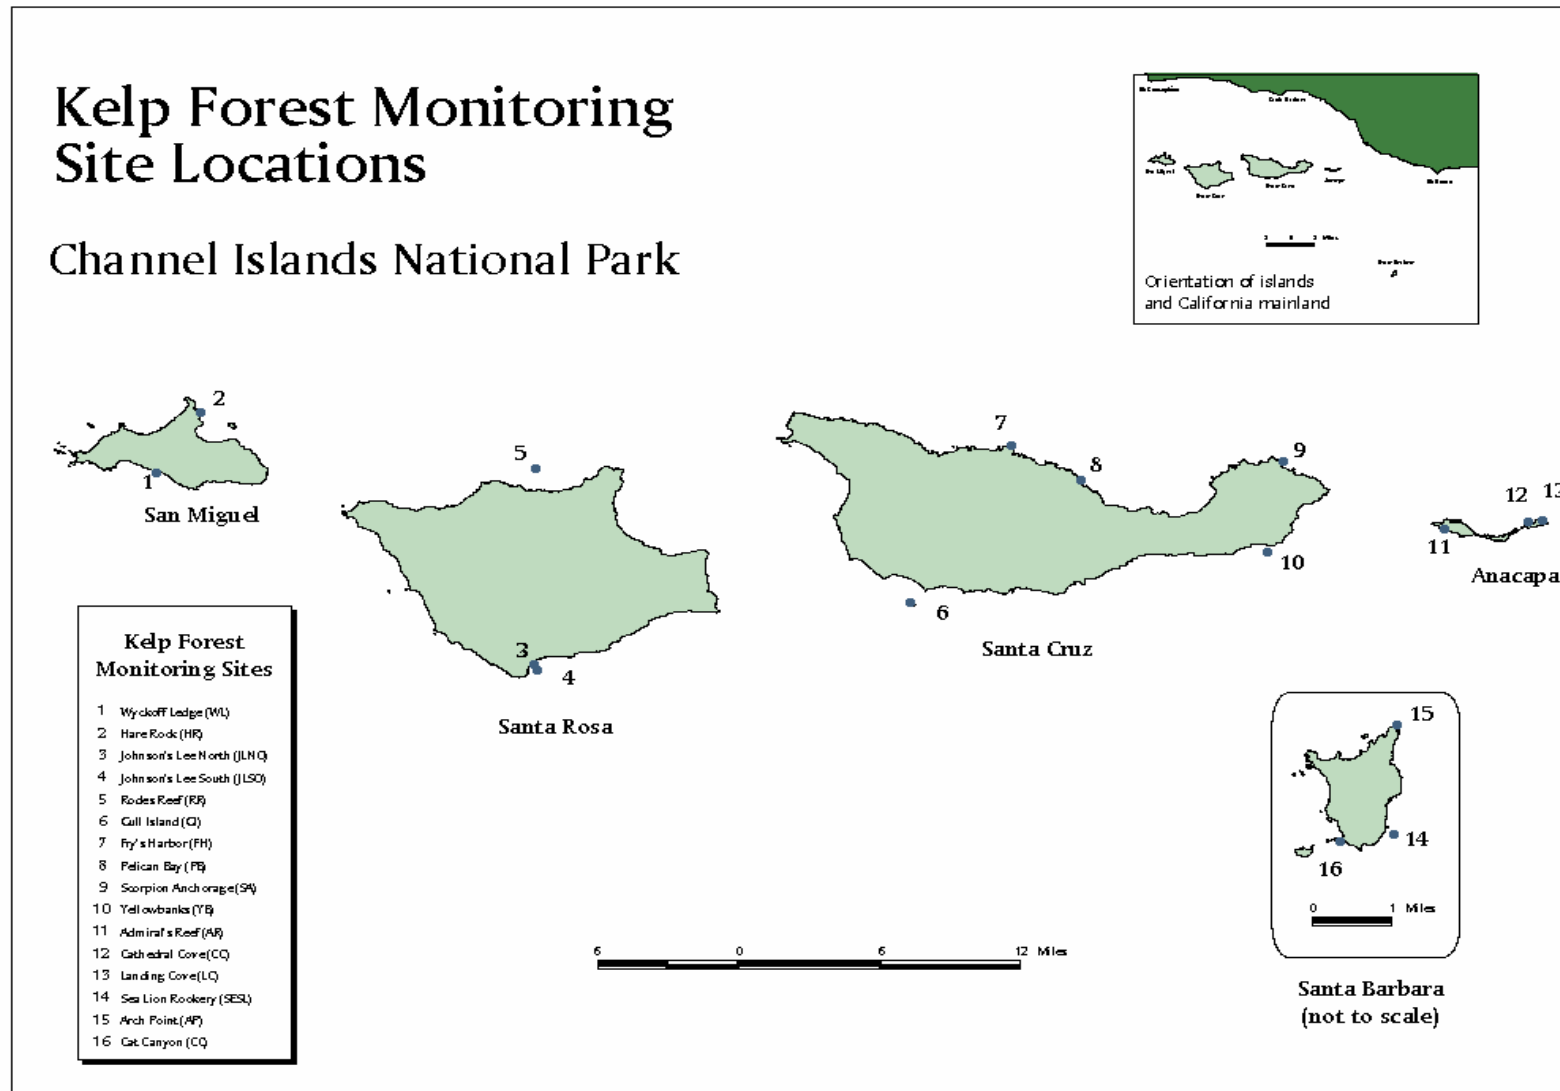 Kelp Forest Monitoring
Site Locations
Channel Islands National Park
Orientation of islands
and California mainland
2
1
San Miguel
5
3
4
Santa Rosa
7
8
9
10
6
Santa Cruz
12
13
11
Anacapa
Kelp Forest
Monitoring Sites
1 Wyckoff Ledge (WL)
2 Hare Rock (HR)
3 Johnson's Lee North (JLNO)
4 Johnson's Lee South (JLSO)
5 Rodes Reef (RR)
6 Gull Island (GI)
7 Fry's Harbor (FH)
8 Pelican Bay (PB)
9 Scorpion Anchorage (SA)
10 Yellowbanks (YB)
11 Admiral's Reef (AR)
12 Cathedral Cove (CC)
13 Landing Cove (LC)
14 Sea Lion Rookery (SESL)
15 Arch Point (AP)
16 Cat Canyon (CC)
6 0 6 12 Miles
15
14
16
0 1 Miles
Santa Barbara
(not to scale)